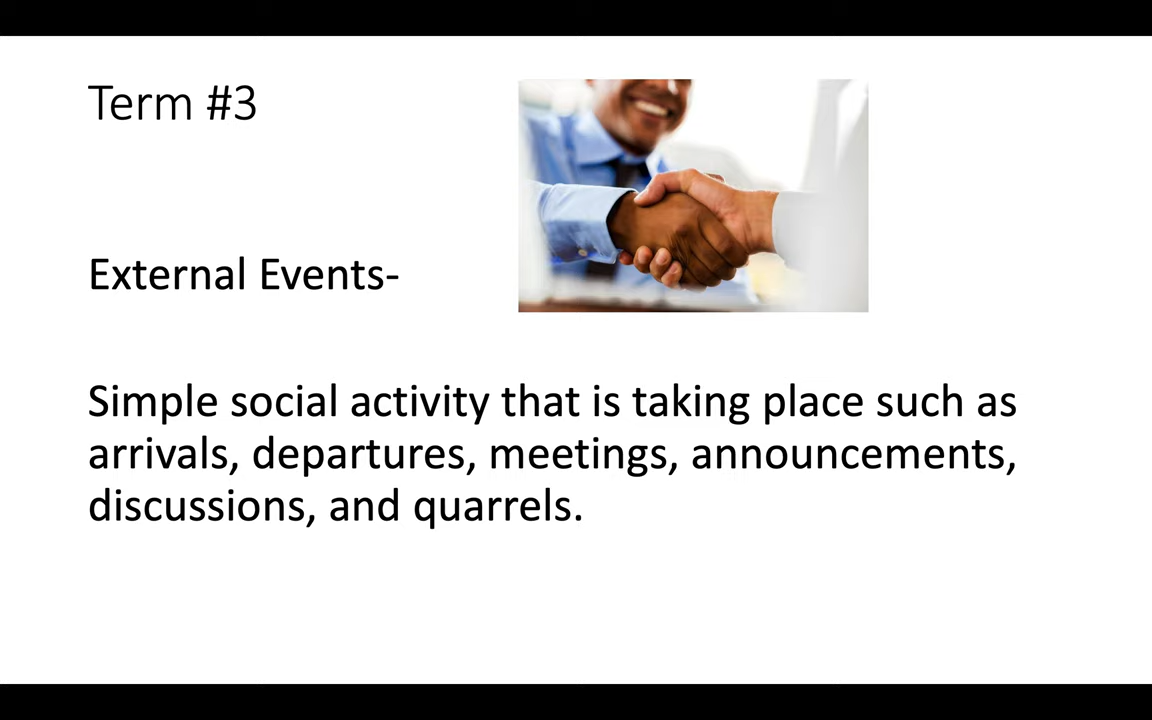 Term #3
External Events-
Simple social activity that is taking place such as
arrivals, departures, meetings, announcements,
discussions, and quarrels.